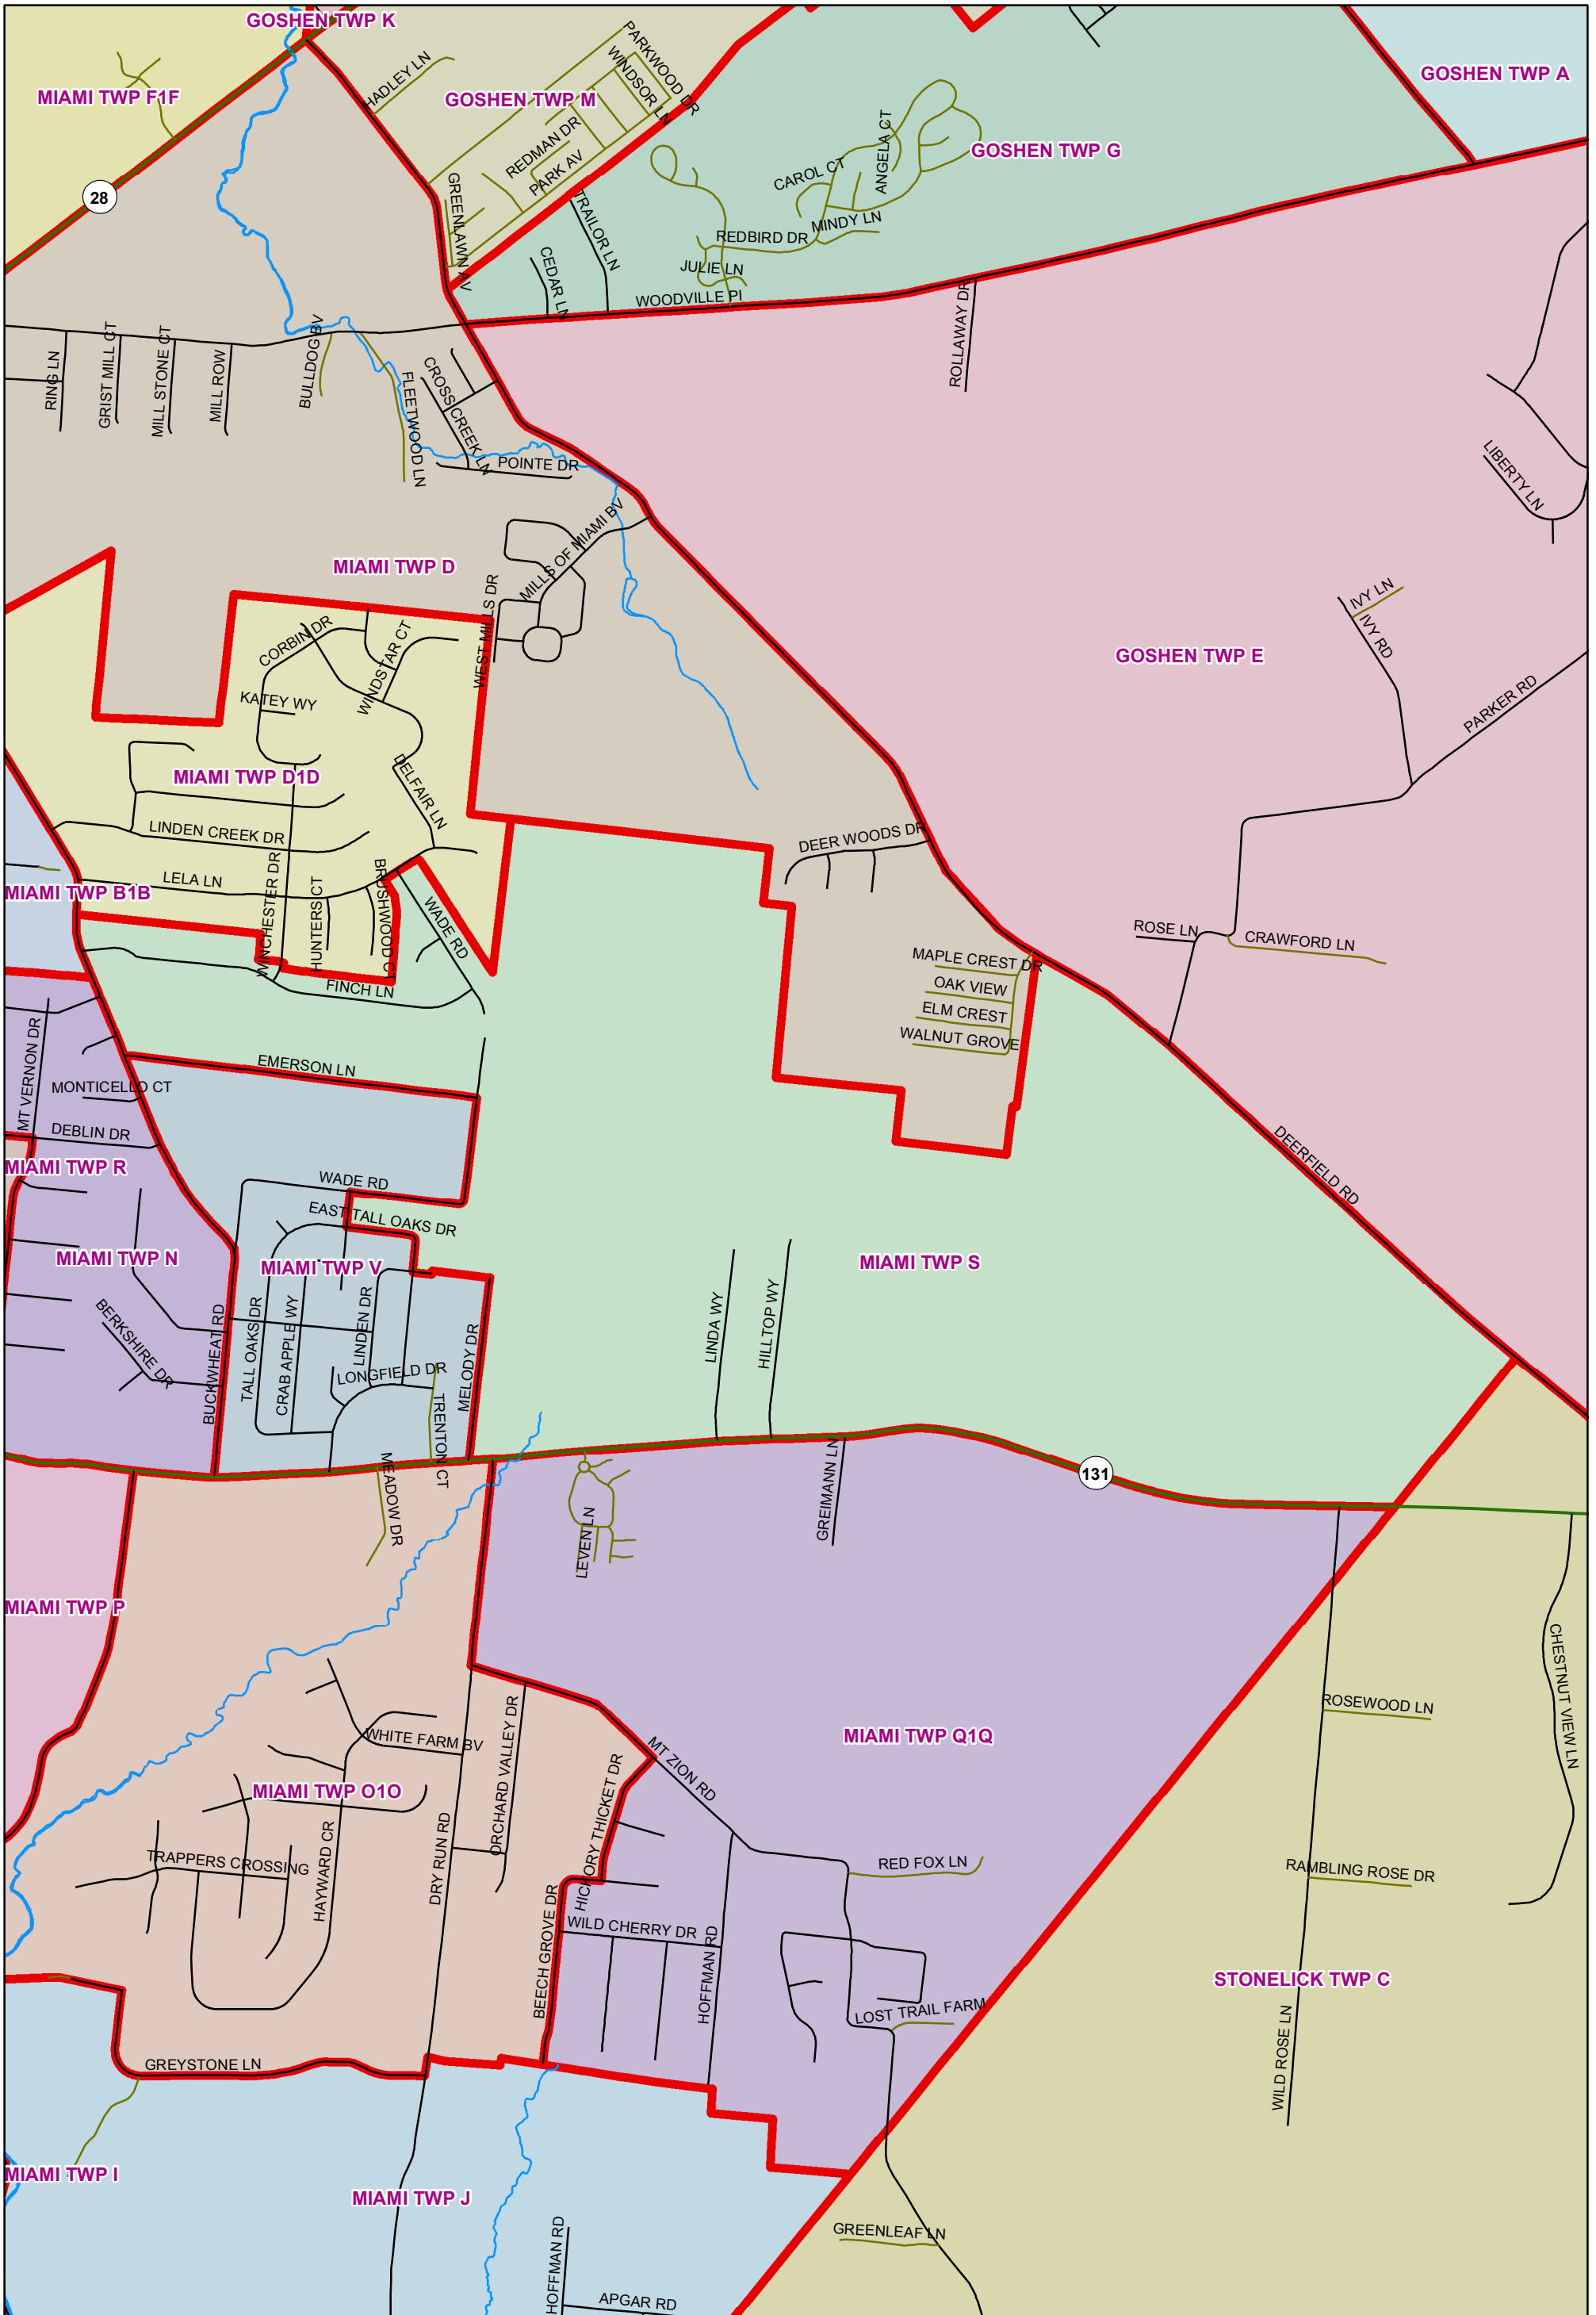 GOSHEN TWP K
MIAMI TWP F1F
HADLEY LN
GOSHEN TWP M
PARKWOOD DR
WINDSOR LN
GOSHEN TWP A
REDMAN DR
PARK AV
ANGELA CT
GOSHEN TWP G
CAROL CT
28
GREENLAWN AV
TRAILOR LN
REDBIRD DR
MINDY LN
CEDAR LN
JULIE LN
WOODVILLE PI
ROLLAWAY DR
RING LN
GRIST MILL CT
MILL STONE CT
MILL ROW
BULLDOG BV
FLEETWOOD LN
CROSS CREEK LN
POINTE DR
LIBERTY LN
MILLS OF MIAMI BV
MIAMI TWP D
WEST MILLS DR
IVY LN
IVY RD
GOSHEN TWP E
CORBIN DR
WINDSTAR CT
KATEY WY
PARKER RD
MIAMI TWP D1D
DELFAIR LN
LINDEN CREEK DR
DEER WOODS DR
LELA LN
MIAMI TWP B1B
WINCHESTER DR
HUNTERS CT
BRUSHWOOD CT
WADE RD
ROSE LN
CRAWFORD LN
MAPLE CREST DR
OAK VIEW
FINCH LN
ELM CREST
WALNUT GROVE
EMERSON LN
MT VERNON DR
MONTICELLO CT
DEBLIN DR
MIAMI TWP R
WADE RD
EAST TALL OAKS DR
DEERFIELD RD
MIAMI TWP N
MIAMI TWP V
MIAMI TWP S
BERKSHIRE DR
BUCKWHEAT RD
TALL OAKS DR
CRAB APPLE WY
LINDEN DR
LONGFIELD DR
MELODY DR
LINDA WY
HILLTOP WY
TRENTON CT
MEADOW DR
131
GREIMANN LN
LEVEN LN
MIAMI TWP P
CHESTNUT VIEW LN
ROSEWOOD LN
WHITE FARM BV
ORCHARD VALLEY DR
MT ZION RD
MIAMI TWP Q1Q
MIAMI TWP O1O
HICKORY THICKET DR
TRAPPERS CROSSING
HAYWARD CR
DRY RUN RD
RED FOX LN
RAMBLING ROSE DR
BEECH GROVE DR
WILD CHERRY DR
HOFFMAN RD
STONELICK TWP C
LOST TRAIL FARM
WILD ROSE LN
GREYSTONE LN
MIAMI TWP I
MIAMI TWP J
GREENLEAF LN
HOFFMAN RD
APGAR RD